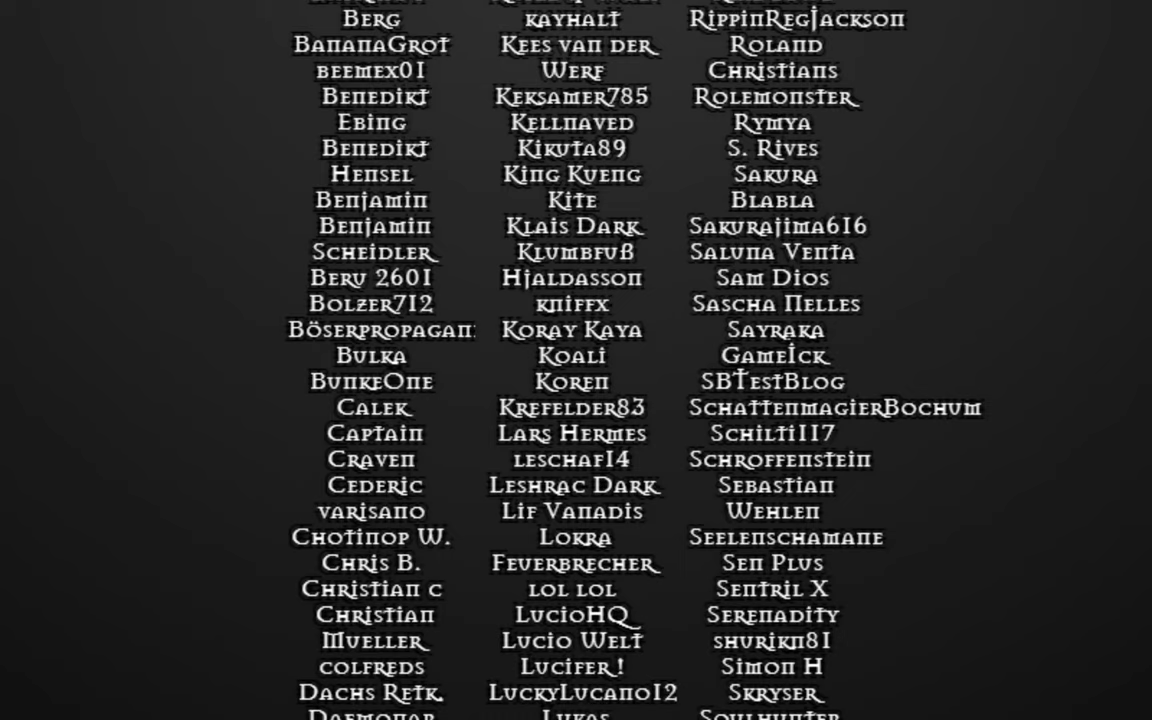 Berg
BananaGrot
beemex01
Benedikt
Ebing
Benedikt
Hensel
Benjamin
Benjamin
Scheidler
Beru 2601
Bolzer712
Böserpropagan
Bulka
BunkeOne
Calek
Captain
Craven
Cederic
varisano
Chotinop W.
Chris B.
Christian c
Christian
Mueller
colfreds
Dachs Retk
Daemonar
kayhalt
Kees van der
Werf
Keksamer785
Kellnaved
Kikuta89
King Kueng
Kite
Klais Dark
Klumbfuß
Hjaldasson
kniffx
Koray Kaya
Koali
Koren
Krefelder83
Lars Hermes
leschaf14
Leshrac Dark
Lif Vanadis
Lokra
Feuerbrecher
lol lol
LucioHQ
Lucio Welt
Lucifer!
LuckyLucano12
Lukas
RippinRegJackson
Roland
Christians
Rolemonster
Rymya
S. Rives
Sakura
Blabla
Sakurajima616
Saluna Venta
Sam Dios
Sascha Nelles
Sayraka
GameIck
SBTestBlog
SchattenmagierBochum
Schilti117
Schroffenstein
Sebastian
Wehlen
Seelenschamane
Sen Plus
Sentril X
Serenadity
shurikn81
Simon H
Skryser
Soulhunter